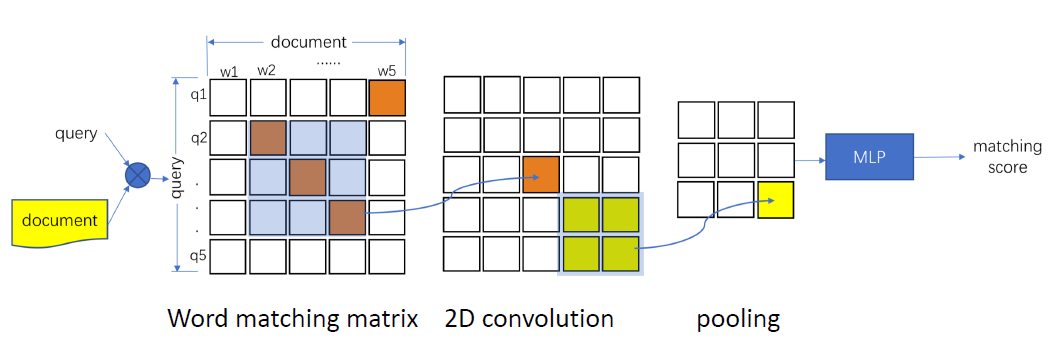 document
w1 w2 ...... w5
q1
query
q2
query
.
MLP
matching
score
document
.
.
q5
Word matching matrix 2D convolution pooling